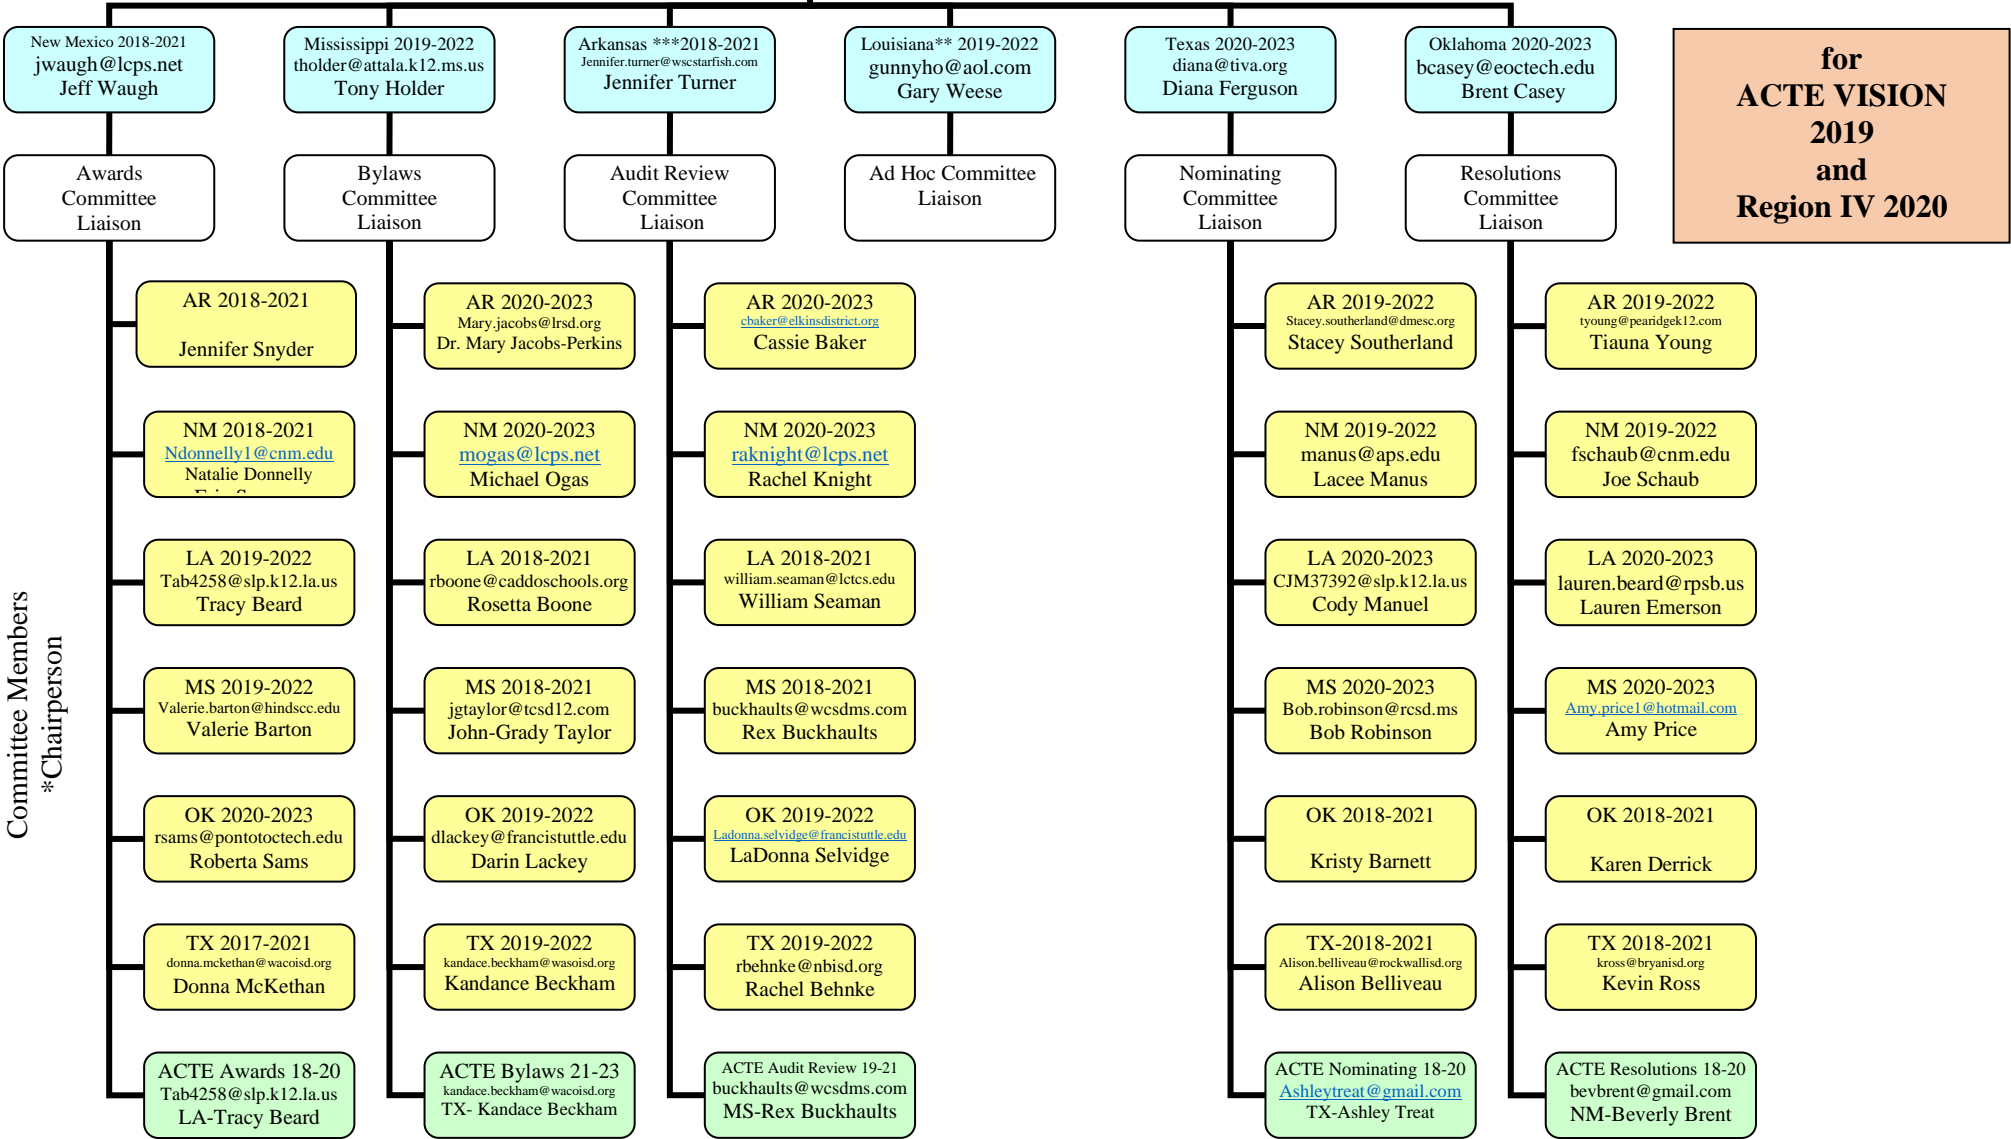 New Mexico 2018-2021
jwaugh@lcps.net
Jeff Waugh
Mississippi 2019-2022
tholder@attala.k12.ms.us
Tony Holder
Arkansas ***2018-2021
Jennifer.turner@wscstarfish.com
Jennifer Turner
Louisiana** 2019-2022
gunnyho@aol.com
Gary Weese
Texas 2020-2023
diana@tiva.org
Diana Ferguson
Oklahoma 2020-2023
bcasey@eoctech.edu
Brent Casey
for
ACTE VISION
2019
and
Region IV 2020
Awards
Committee
Liaison
Bylaws
Committee
Liaison
Audit Review
Committee
Liaison
Ad Hoc Committee
Liaison
Nominating
Committee
Liaison
Resolutions
Committee
Liaison
Committee Members
*Chairperson
AR 2018-2021
Jennifer Snyder
AR 2020-2023
Mary.jacobs@lrsd.org
Dr. Mary Jacobs-Perkins
AR 2020-2023
cbaker@elkinsdistrict.org
Cassie Baker
AR 2019-2022
Stacey.southerland@dmesc.org
Stacey Southerland
AR 2019-2022
tyoung@pearidgek12.com
Tiauna Young
NM 2018-2021
Ndonnelly1@cnm.edu
Natalie Donnelly
NM 2020-2023
mogas@lcps.net
Michael Ogas
NM 2020-2023
raknight@lcps.net
Rachel Knight
NM 2019-2022
manus@aps.edu
Lacee Manus
NM 2019-2022
fschaub@cnm.edu
Joe Schaub
LA 2019-2022
Tab4258@slp.k12.la.us
Tracy Beard
LA 2018-2021
rboone@caddoschools.org
Rosetta Boone
LA 2018-2021
william.seaman@lctcs.edu
William Seaman
LA 2020-2023
CJM37392@slp.k12.la.us
Cody Manuel
LA 2020-2023
lauren.beard@rpsb.us
Lauren Emerson
MS 2019-2022
Valerie.barton@hindscc.edu
Valerie Barton
MS 2018-2021
jgtaylor@tcsd12.com
John-Grady Taylor
MS 2018-2021
buckhaults@wcsdms.com
Rex Buckhaults
MS 2020-2023
Bob.robinson@rcsd.ms
Bob Robinson
MS 2020-2023
Amy.price1@hotmail.com
Amy Price
OK 2020-2023
rsams@pontotoctech.edu
Roberta Sams
OK 2019-2022
dlackey@francistuttle.edu
Darin Lackey
OK 2019-2022
Ladonna.selvidge@francistuttle.edu
LaDonna Selvidge
OK 2018-2021
Kristy Barnett
OK 2018-2021
Karen Derrick
TX 2017-2021
donna.mckethan@wacoisd.org
Donna McKethan
TX 2019-2022
kandace.beckham@wasoisd.org
Kandance Beckham
TX 2019-2022
rbehnke@nbisd.org
Rachel Behnke
TX-2018-2021
Alison.belliveau@rockwallisd.org
Alison Belliveau
TX 2018-2021
kross@bryanisd.org
Kevin Ross
ACTE Awards 18-20
Tab4258@slp.k12.la.us
LA-Tracy Beard
ACTE Bylaws 21-23
kandace.beckham@wacoisd.org
TX- Kandace Beckham
ACTE Audit Review 19-21
buckhaults@wcsdms.com
MS-Rex Buckhaults
ACTE Nominating 18-20
Ashleytreat@gmail.com
TX-Ashley Treat
ACTE Resolutions 18-20
bevbrent@gmail.com
NM-Beverly Brent